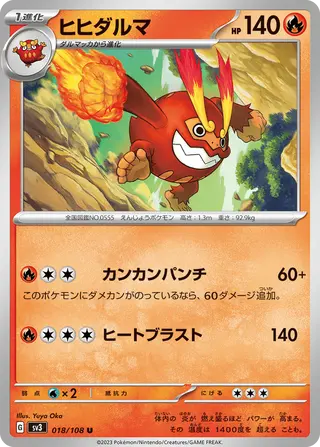 1進化 ヒヒダルマ HP 140
ダルマッカから進化
全国図鑑NO.0555 えんじょうポケモン 高さ:1.3m 重さ:92.9kg
カンカンパンチ 60+
このポケモンにダメカンがのっているなら、60ダメージ追加。
ヒートブラスト 140
弱点 ×2 抵抗力 にげる
Illus. Yuya Oka
G sv3 018/108 U
体内の 炎が 燃えあがるほど パワーも
増大。その 温度は 1400度を 超える。
©2023 Pokémon/Nintendo/Creatures/GAME FREAK.